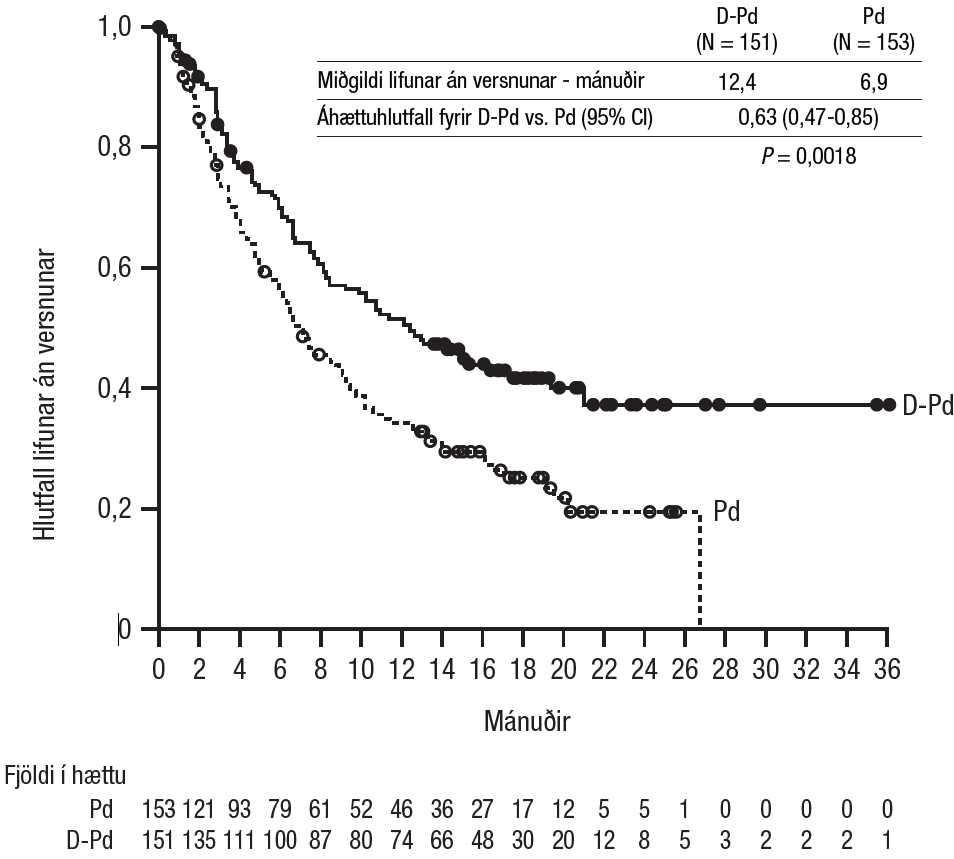 D-Pd Pd
(N = 151) (N = 153)
Miðgildi lifunar án versnunar - mánuðir 12,4 6,9
Áhættuhlutfall fyrir D-Pd vs. Pd (95% CI) 0,63 (0,47-0,85)
P = 0,0018
1,0
0,8
0,6
0,4
0,2
0
Hlutfall lifunar án versnunar
D-Pd
Pd
0 2 4 6 8 10 12 14 16 18 20 22 24 26 28 30 32 34 36
Mánuðir
Fjöldi í hættu
Pd 153 121 93 79 61 52 46 36 27 17 12 5 5 1 0 0 0 0 0
D-Pd 151 135 111 100 87 80 74 66 48 30 20 12 8 5 3 2 2 2 1